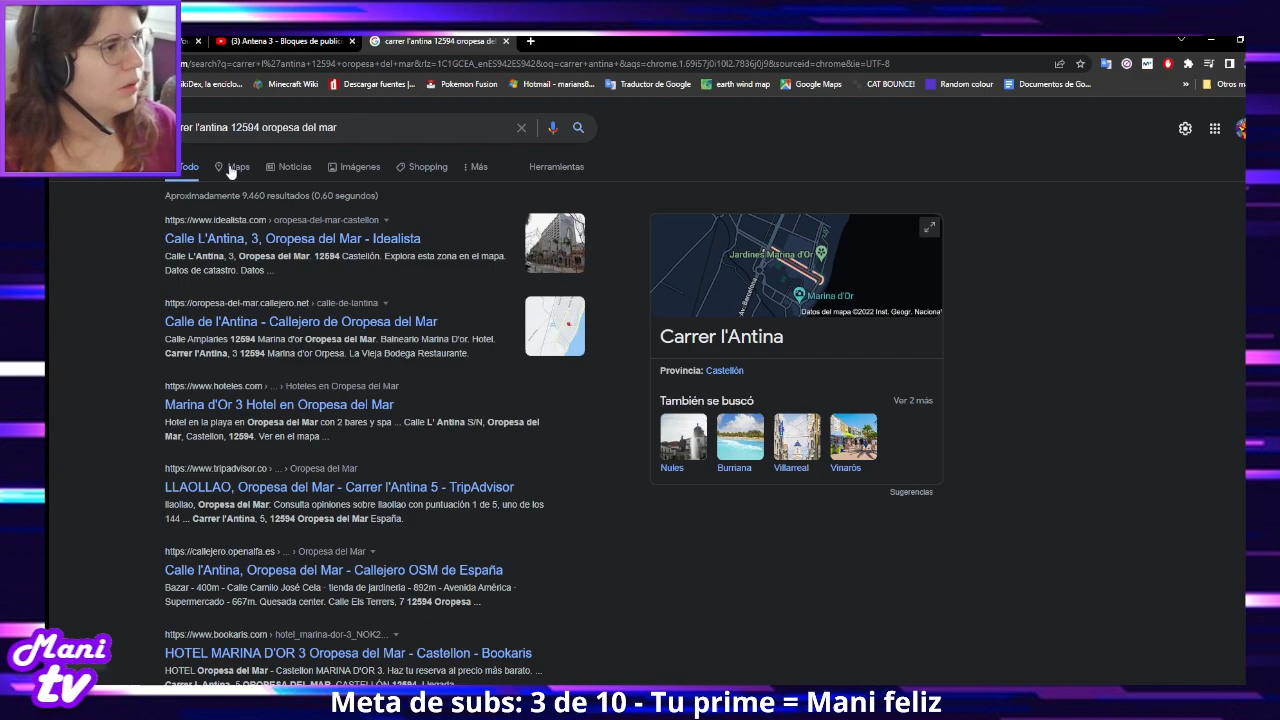 (3) Antena 3 - Bloques de public
carrer l'antina 12594 oropesa del
/search?q=carrer+l%27antina+12594+oropesa+del+mar&rlz=1C1GCEA_enES942ES942&oq=carrer+antina+&aqs=chrome.1.69i57j0i10l2.7836j0j9&sourceid=chrome&ie=UTF-8
Minecraft Wiki
Descargar fuentes |...
Pokemon Fusion
Hotmail - marians8...
Traductor de Google
earth wind map
Google Maps
CAT BOUNCE!
Random colour
Documentos de Go...
»
Otros m
l'antina 12594 oropesa del mar
Todo
Maps
Noticias
Imágenes
Shopping
Más
Herramientas
Aproximadamente 9.460 resultados (0,60 segundos)
https://www.idealista.com › oropesa-del-mar-castellon
Calle L'Antina, 3, Oropesa del Mar - Idealista
Calle L'Antina, 3, Oropesa del Mar. 12594 Castellón. Explora esta zona en el mapa.
Datos de catastro. Datos ...
https://oropesa-del-mar.callejero.net › calle-de-lantina
Calle de l'Antina - Callejero de Oropesa del Mar
Calle Amplaries 12594 Marina d'or Oropesa del Mar. Balneario Marina D'or. Hotel.
Carrer l'Antina, 3 12594 Marina d'or Orpesa. La Vieja Bodega Restaurante.
https://www.hoteles.com › ... › Hoteles en Oropesa del Mar
Marina d'Or 3 Hotel en Oropesa del Mar
Hotel en la playa en Oropesa del Mar con 2 bares y spa ... Calle L' Antina S/N, Oropesa del
Mar, Castellon, 12594. Ver en el mapa ...
https://www.tripadvisor.co › ... › Oropesa del Mar
LLAOLLAO, Oropesa del Mar - Carrer l'Antina 5 - TripAdvisor
llaollao, Oropesa del Mar: Consulta opiniones sobre llaollao con puntuación 1 de 5, uno de los
144 ... Carrer l'Antina, 5, 12594 Oropesa del Mar España.
https://callejero.openalfa.es › ... › Oropesa del Mar
Calle l'Antina, Oropesa del Mar - Callejero OSM de España
Bazar - 400m - Calle Camilo José Cela · tienda de jardinería - 892m - Avenida América ·
Supermercado - 667m. Quesada center. Calle Els Terrers, 7 12594 Oropesa ...
https://www.bookaris.com › hotel_marina-dor-3_NOK2...
HOTEL MARINA D'OR 3 Oropesa del Mar - Castellon - Bookaris
HOTEL Oropesa del Mar - Castellon MARINA D'OR 3. Haz tu reserva al precio más barato. ...
Jardines Marina d'Or
Marina d'Or
Av. Barcelona
Datos del mapa ©2022 Inst. Geogr. Naciona
Carrer l'Antina
Provincia: Castellón
También se buscó
Ver 2 más
Nules
Burriana
Villarreal
Vinarós
Sugerencias
Mani
tv
Meta de subs: 3 de 10 - Tu prime = Mani feliz